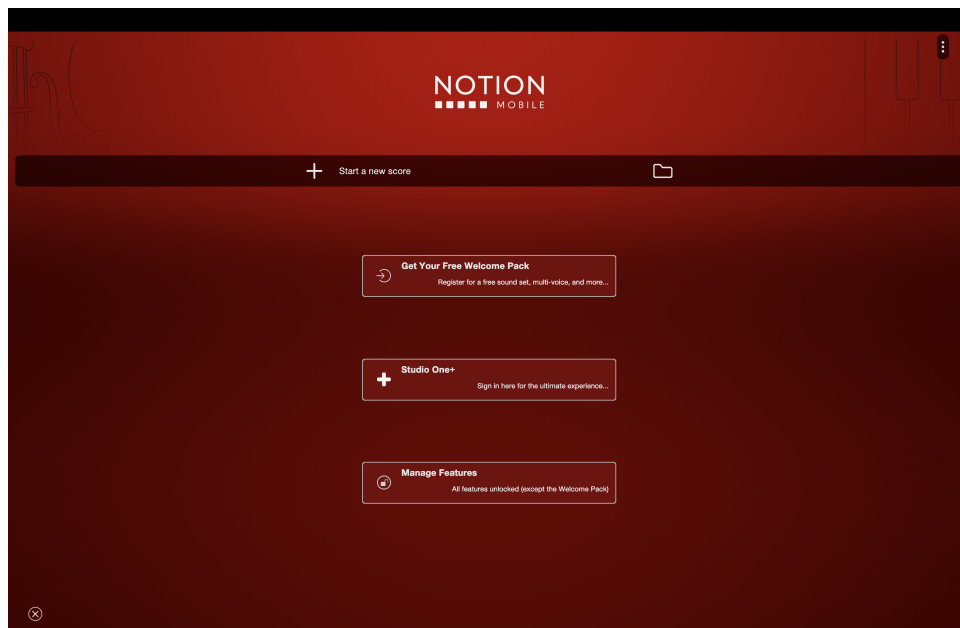 NOTION
MOBILE
Start a new score
Get Your Free Welcome Pack
Register for a free sound set, multi-voice, and more...
Studio One+
Sign in here for the ultimate experience...
Manage Features
All features unlocked (except the Welcome Pack)